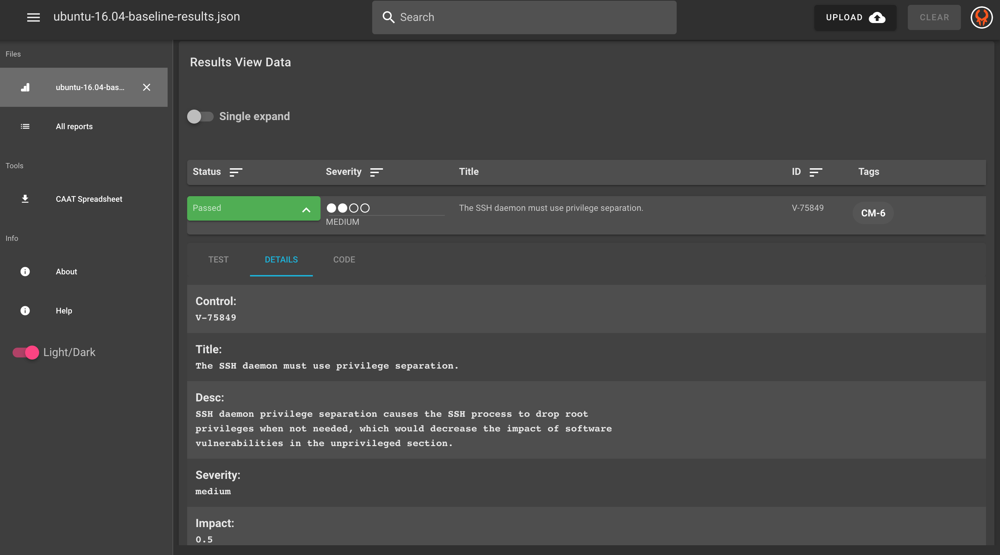 ubuntu-16.04-baseline-results.json
Search
UPLOAD
CLEAR
Files
ubuntu-16.04-bas...
All reports
Tools
CAAT Spreadsheet
Info
About
Help
Light/Dark
Results View Data
Single expand
Status Severity Title ID Tags
Passed MEDIUM The SSH daemon must use privilege separation. V-75849 CM-6
TEST DETAILS CODE
Control:
V-75849
Title:
The SSH daemon must use privilege separation.
Desc:
SSH daemon privilege separation causes the SSH process to drop root
privileges when not needed, which would decrease the impact of software
vulnerabilities in the unprivileged section.
Severity:
medium
Impact:
0.5